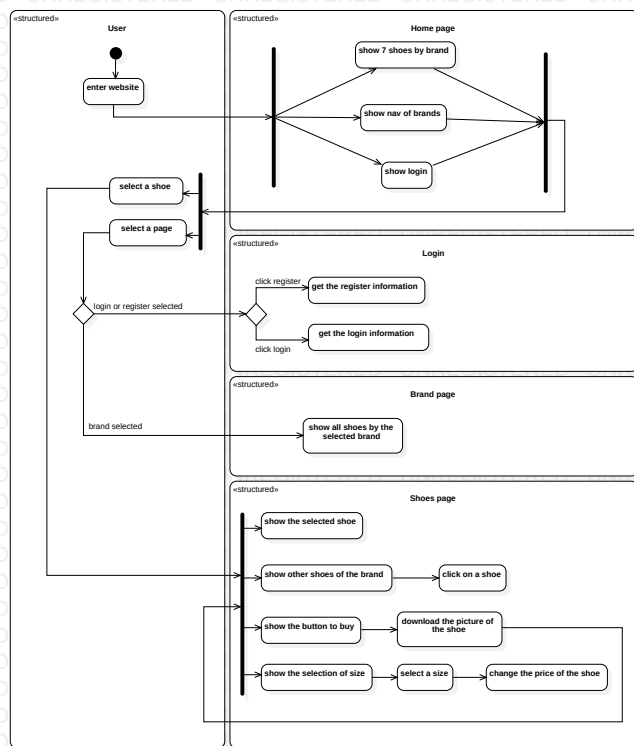 «structured»
User
enter website
select a shoe
select a page
login or register selected
brand selected
«structured»
Home page
show 7 shoes by brand
show nav of brands
show login
«structured»
Login
click register
get the register information
get the login information
click login
«structured»
Brand page
show all shoes by the
selected brand
«structured»
Shoes page
show the selected shoe
show other shoes of the brand
click on a shoe
show the button to buy
download the picture of
the shoe
show the selection of size
select a size
change the price of the shoe